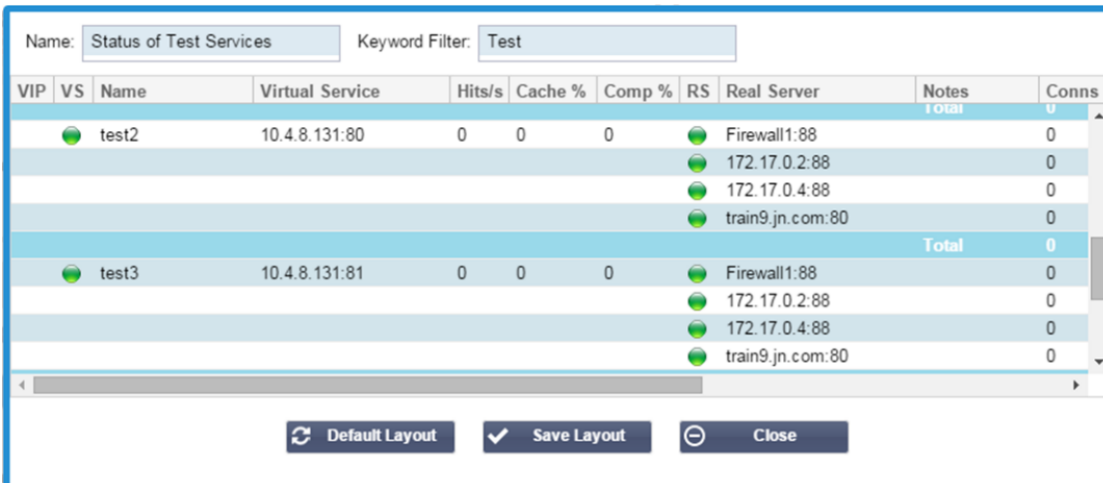 Name: Status of Test Services Keyword Filter: Test
VIP VS Name Virtual Service Hits/s Cache % Comp % RS Real Server Notes Conns
Total 0
test2 10.4.8.131:80 0 0 0 Firewall1:88 0
172.17.0.2:88 0
172.17.0.4:88 0
train9.jn.com:80 0
Total 0
test3 10.4.8.131:81 0 0 0 Firewall1:88 0
172.17.0.2:88 0
172.17.0.4:88 0
train9.jn.com:80 0
Default Layout Save Layout Close